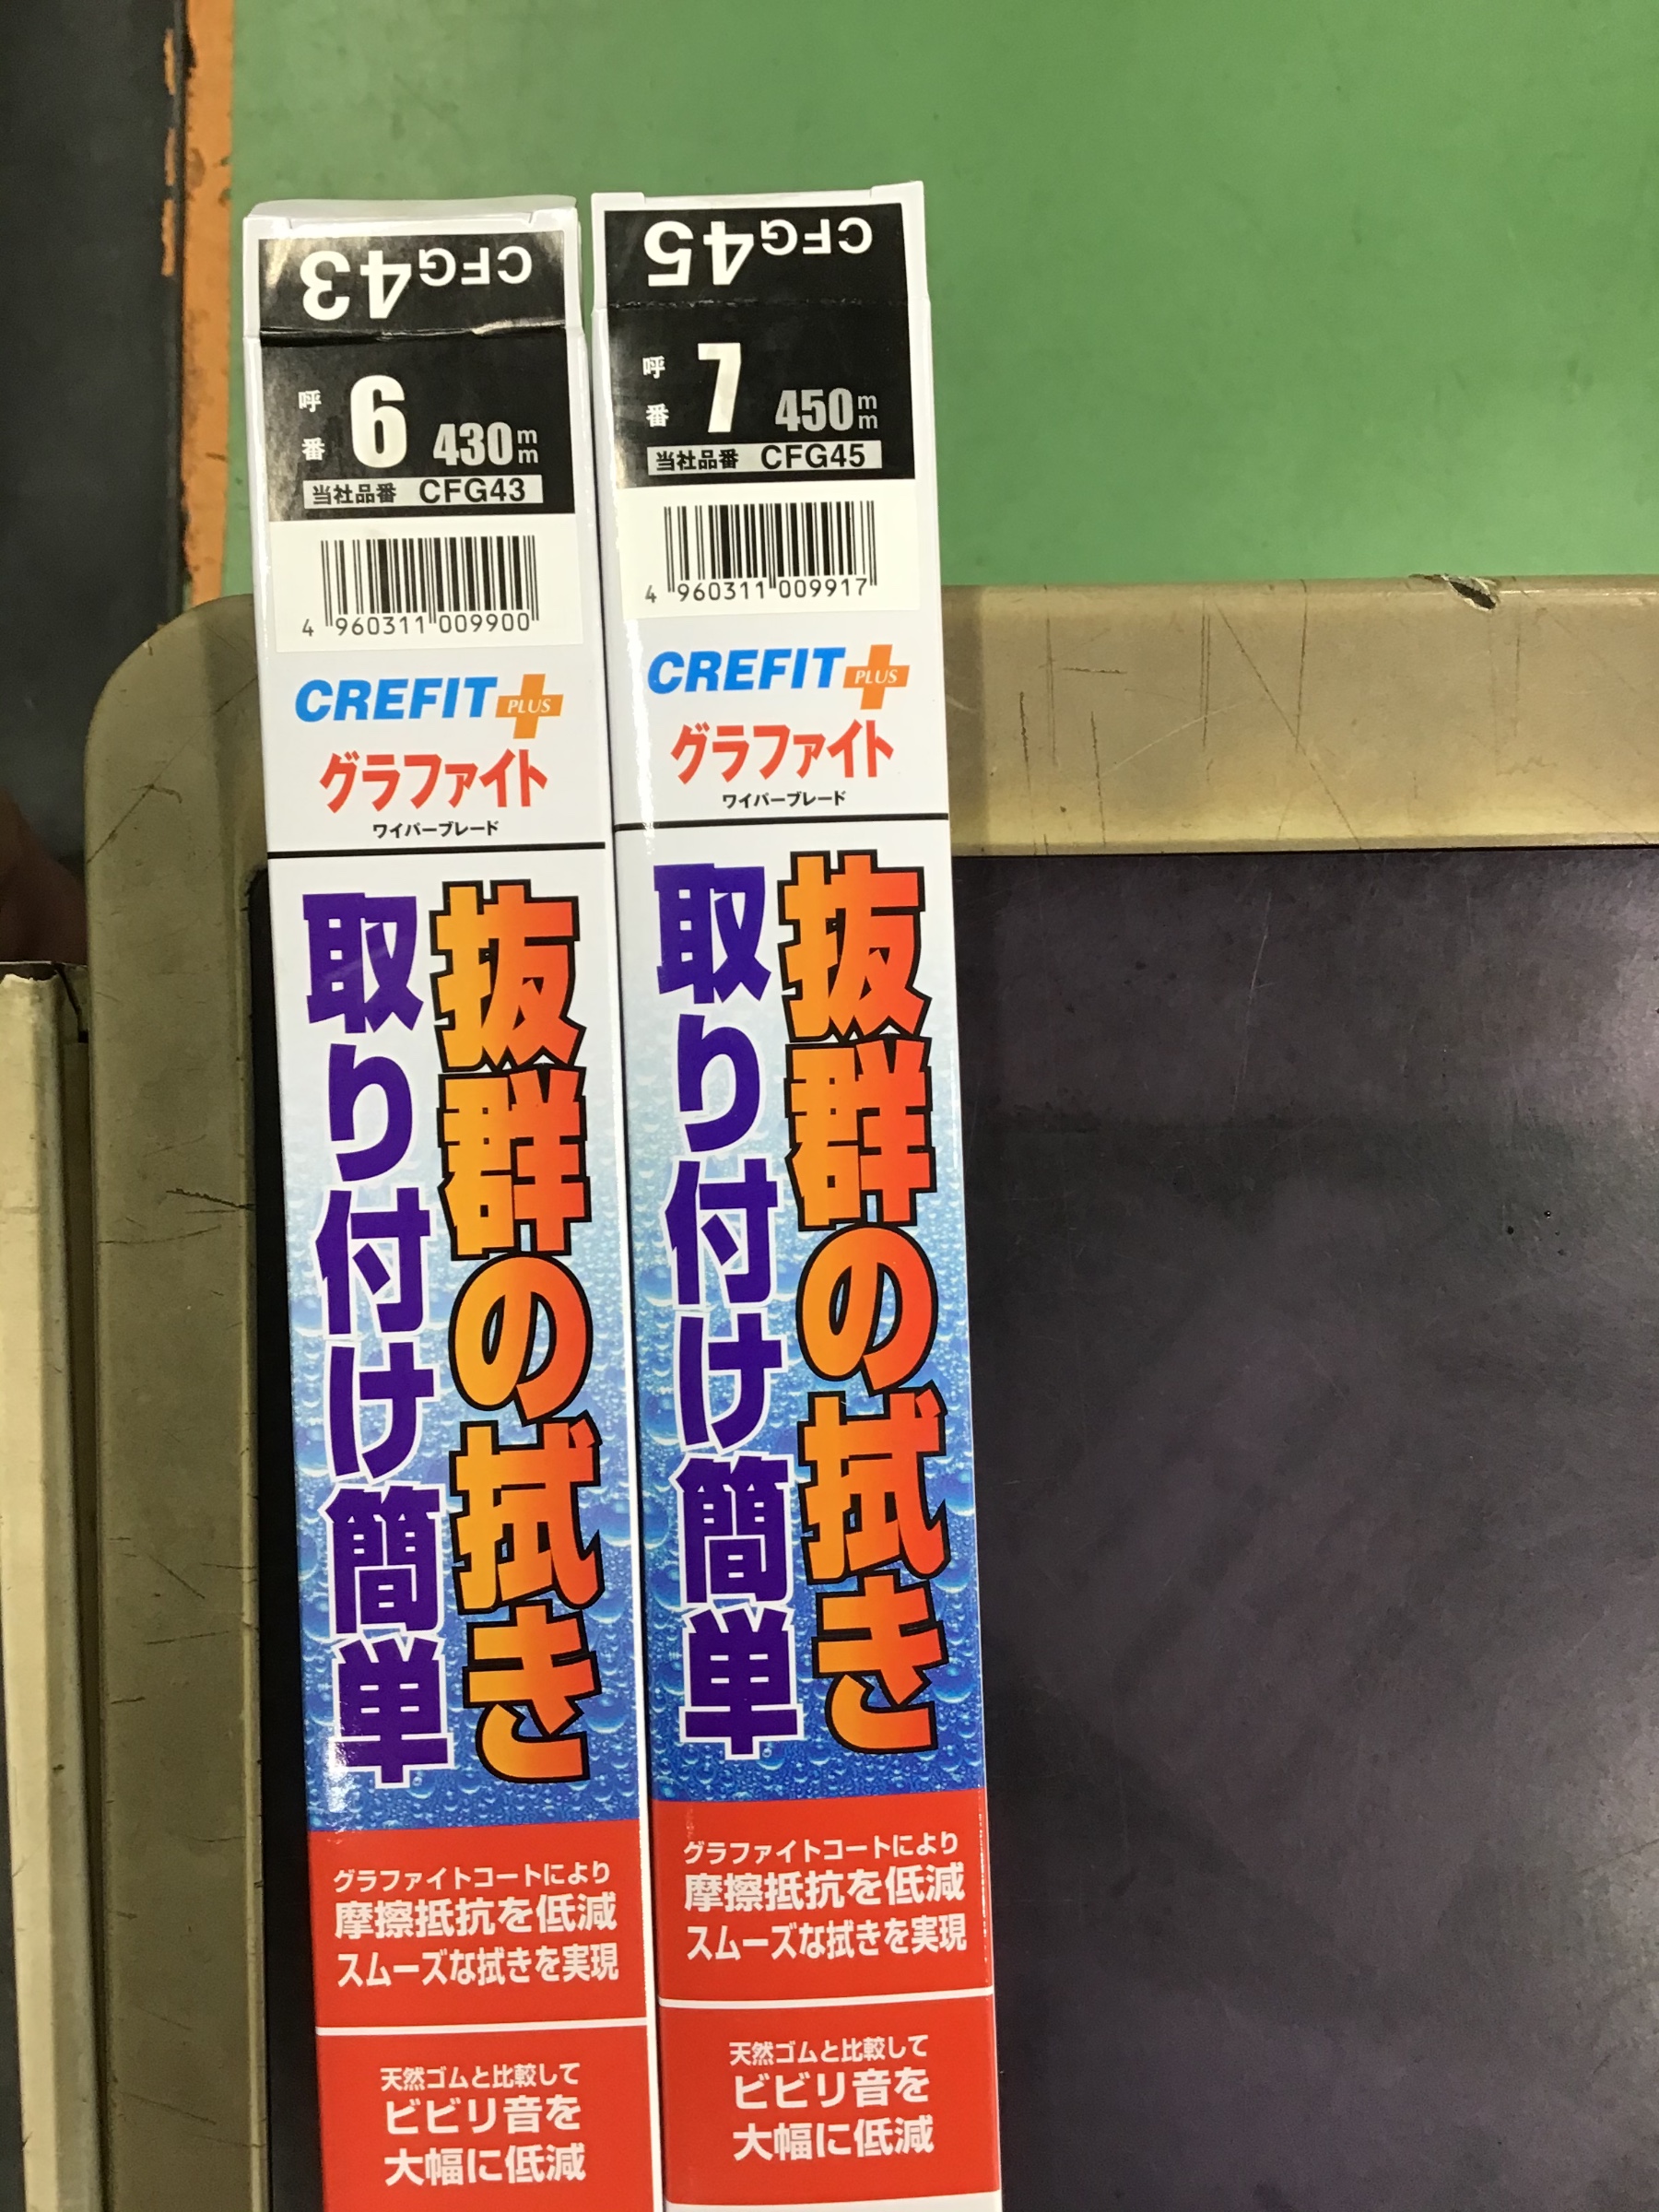 CFG43
呼番 6 430mm
当社品番 CFG43
4 960311 009900
CREFIT PLUS
グラファイト
ワイパーブレード
抜群の拭き
取り付け簡単
グラファイトコートにより
摩擦抵抗を低減
スムーズな拭きを実現
天然ゴムと比較して
ビビリ音を
大幅に低減
CFG45
呼番 7 450mm
当社品番 CFG45
4 960311 009917
CREFIT PLUS
グラファイト
ワイパーブレード
抜群の拭き
取り付け簡単
グラファイトコートにより
摩擦抵抗を低減
スムーズな拭きを実現
天然ゴムと比較して
ビビリ音を
大幅に低減